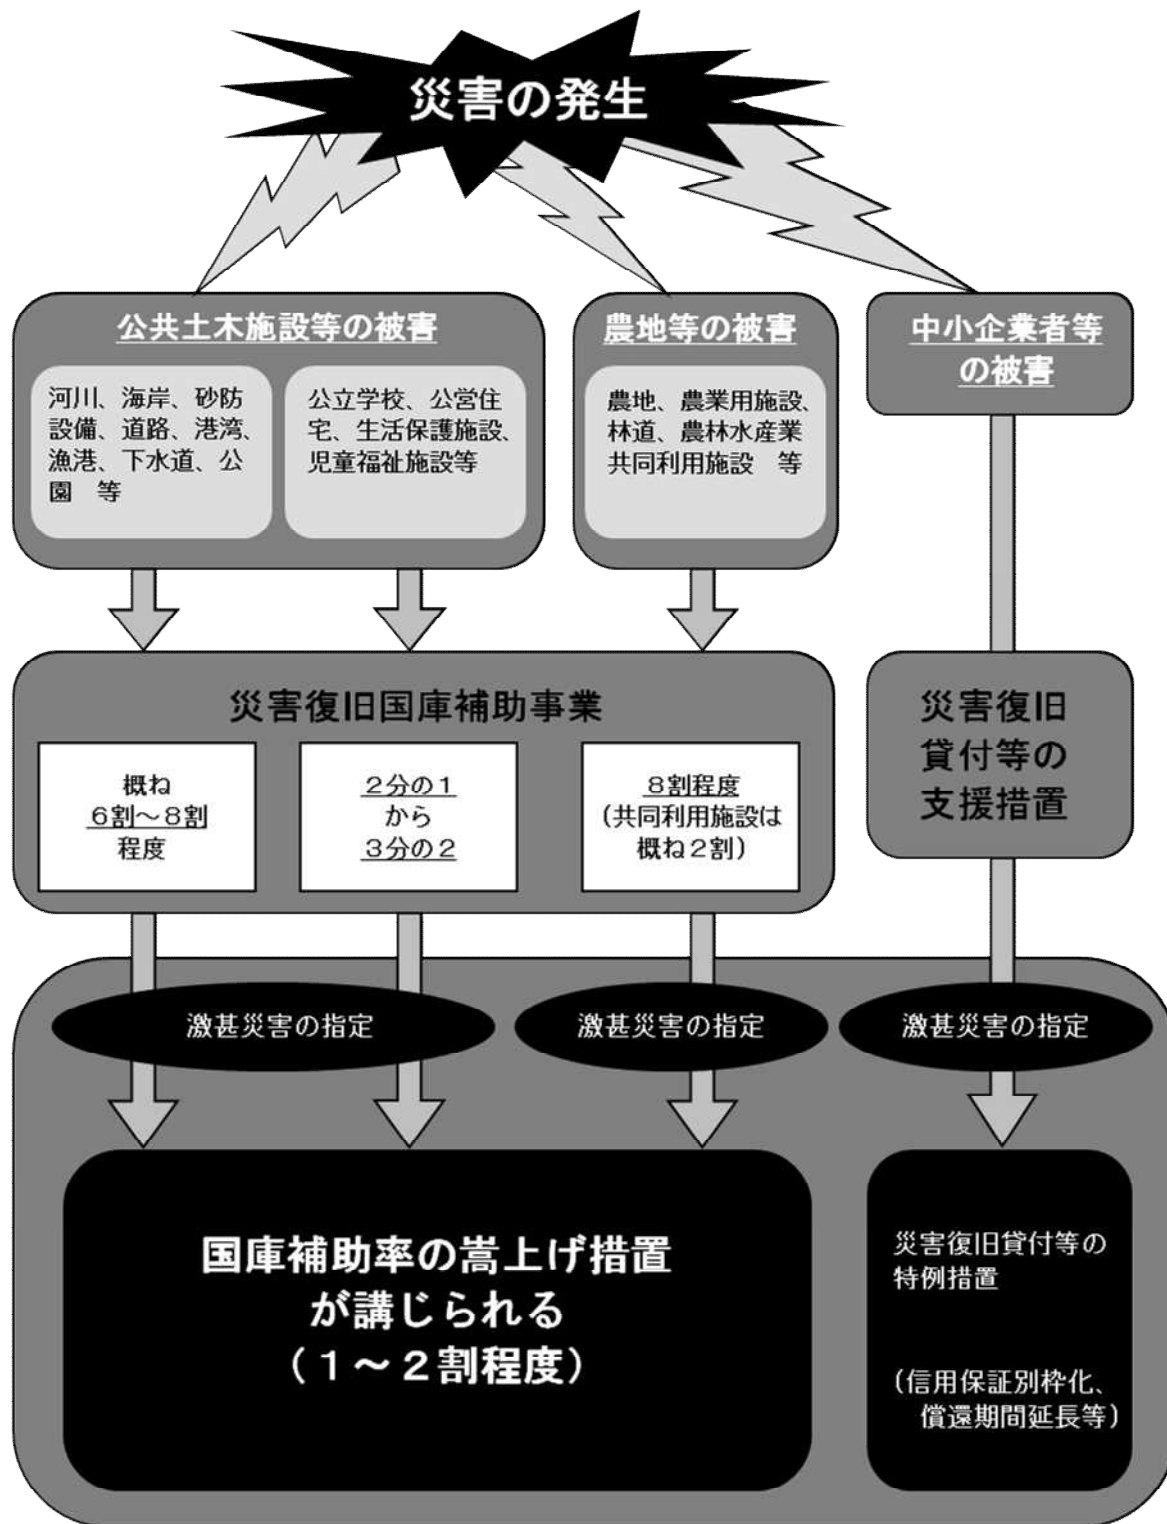 災害の発生
公共土木施設等の被害
河川、海岸、砂防
設備、道路、港湾、
漁港、下水道、公
園　等
公立学校、公営住
宅、生活保護施設、
児童福祉施設等
農地等の被害
農地、農業用施設、
林道、農林水産業
共同利用施設　等
中小企業者等
の被害
災害復旧国庫補助事業
概ね
６割～８割
程度
２分の１
から
３分の２
８割程度
（共同利用施設は
概ね２割）
災害復旧
貸付等の
支援措置
激甚災害の指定
激甚災害の指定
激甚災害の指定
国庫補助率の嵩上げ措置
が講じられる
（１～２割程度）
災害復旧貸付等の
特例措置
（信用保証別枠化、
償還期間延長等）